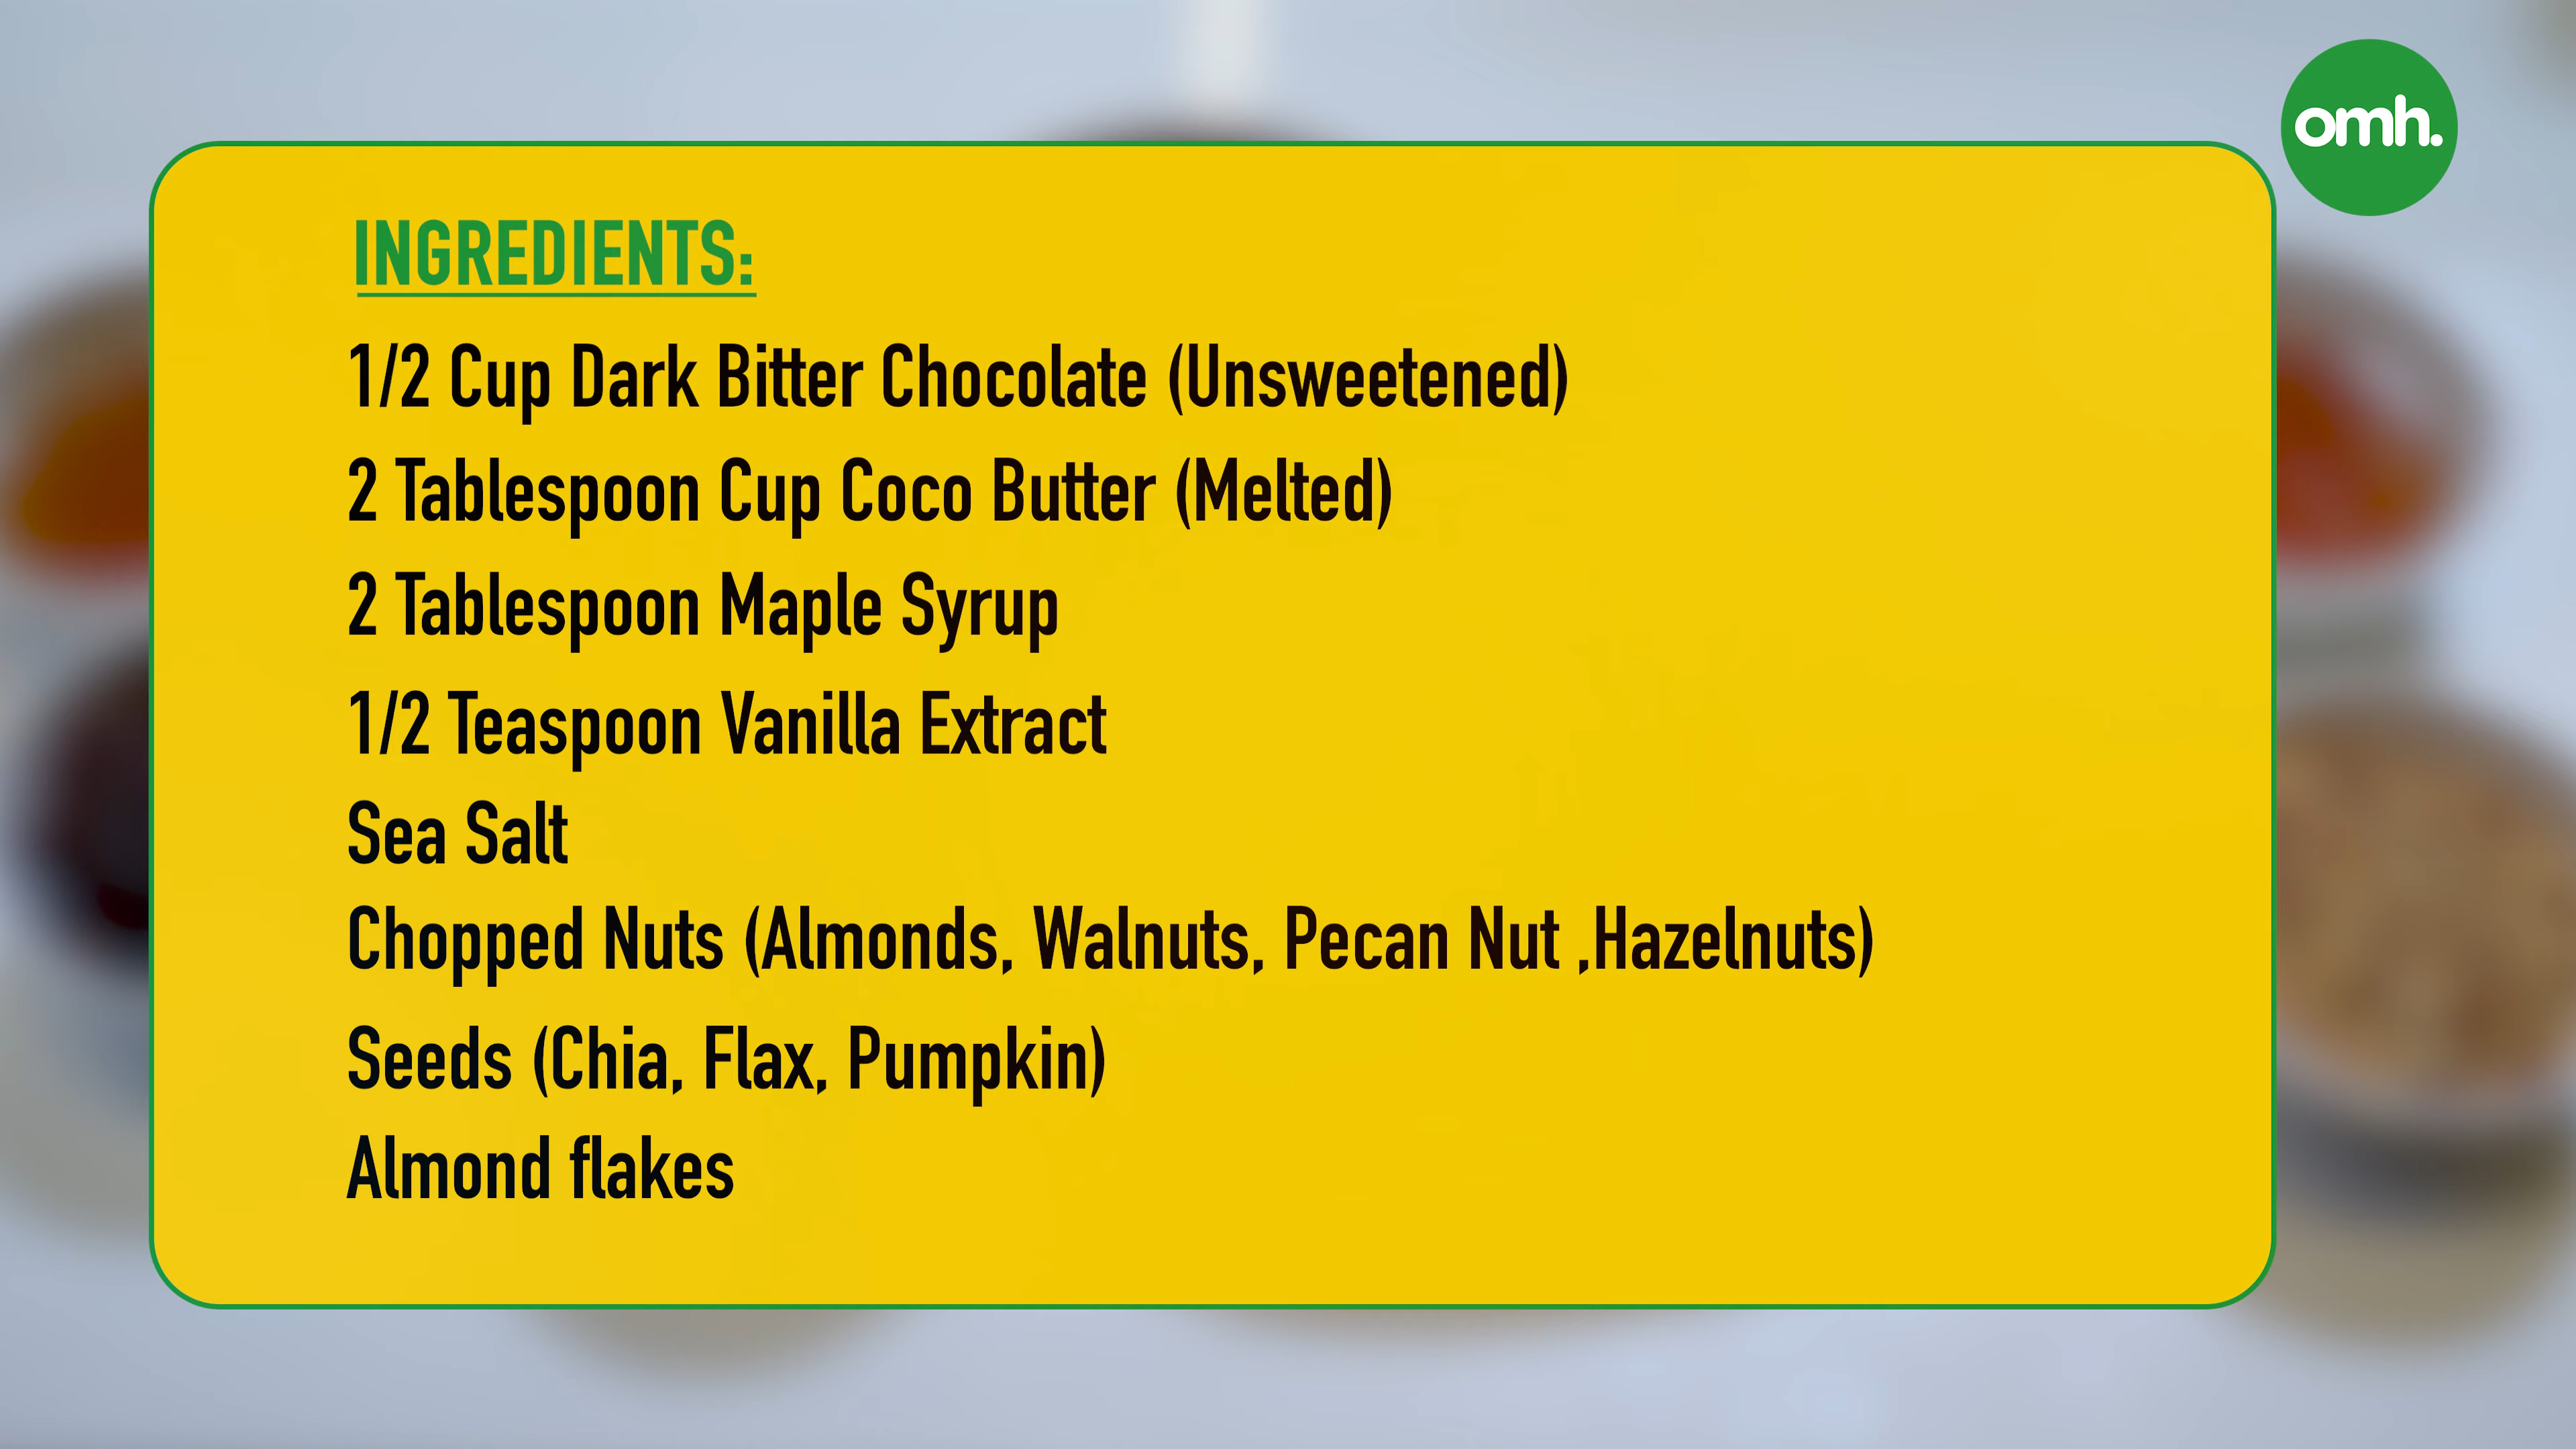 omh.
INGREDIENTS:
1/2 Cup Dark Bitter Chocolate (Unsweetened)
2 Tablespoon Cup Coco Butter (Melted)
2 Tablespoon Maple Syrup
1/2 Teaspoon Vanilla Extract
Sea Salt
Chopped Nuts (Almonds, Walnuts, Pecan Nut ,Hazelnuts)
Seeds (Chia, Flax, Pumpkin)
Almond flakes